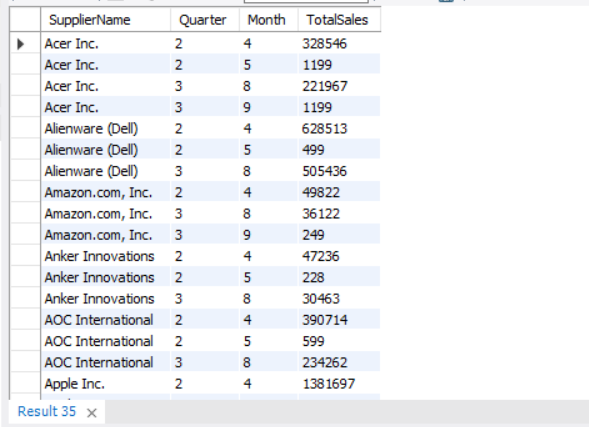 SupplierName Quarter Month TotalSales
Acer Inc. 2 4 328546
Acer Inc. 2 5 1199
Acer Inc. 3 8 221967
Acer Inc. 3 9 1199
Alienware (Dell) 2 4 628513
Alienware (Dell) 2 5 499
Alienware (Dell) 3 8 505436
Amazon.com, Inc. 2 4 49822
Amazon.com, Inc. 3 8 36122
Amazon.com, Inc. 3 9 249
Anker Innovations 2 4 47236
Anker Innovations 2 5 228
Anker Innovations 3 8 30463
AOC International 2 4 390714
AOC International 2 5 599
AOC International 3 8 234262
Apple Inc. 2 4 1381697
Result 35